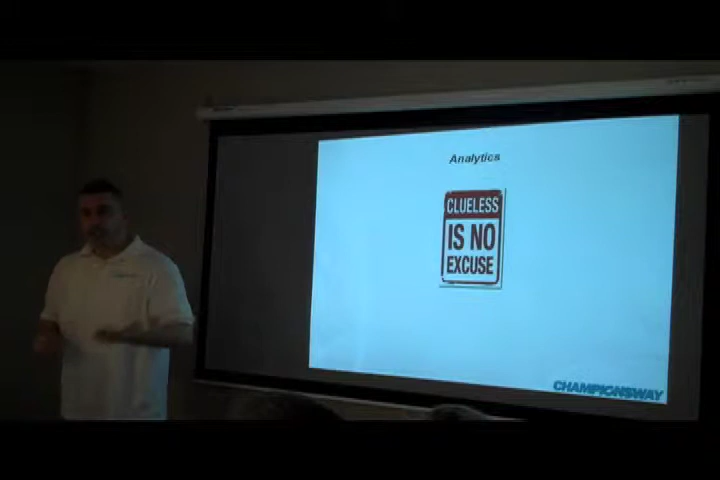 Analytics
CLUELESS
IS NO
EXCUSE
CHAMPIONSWAY